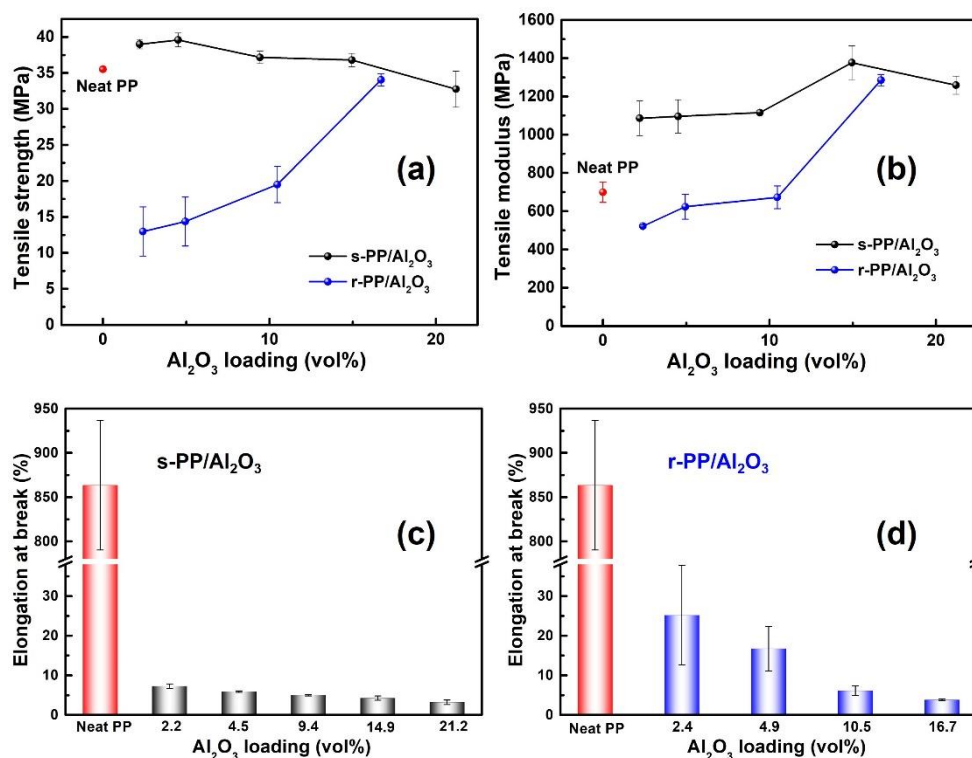 Tensile strength (MPa)
40
35
30
25
20
15
10
5
0
Neat PP
(a)
s-PP/Al₂O₃
r-PP/Al₂O₃
0
10
20
Al₂O₃ loading (vol%)
Tensile modulus (MPa)
1600
1400
1200
1000
800
600
400
200
0
Neat PP
(b)
s-PP/Al₂O₃
r-PP/Al₂O₃
0
10
20
Al₂O₃ loading (vol%)
Elongation at break (%)
950
900
850
800
30
20
10
0
s-PP/Al₂O₃
(c)
Neat PP
2.2
4.5
9.4
14.9
21.2
Al₂O₃ loading (vol%)
Elongation at break (%)
950
900
850
800
30
20
10
0
r-PP/Al₂O₃
(d)
Neat PP
2.4
4.9
10.5
16.7
Al₂O₃ loading (vol%)